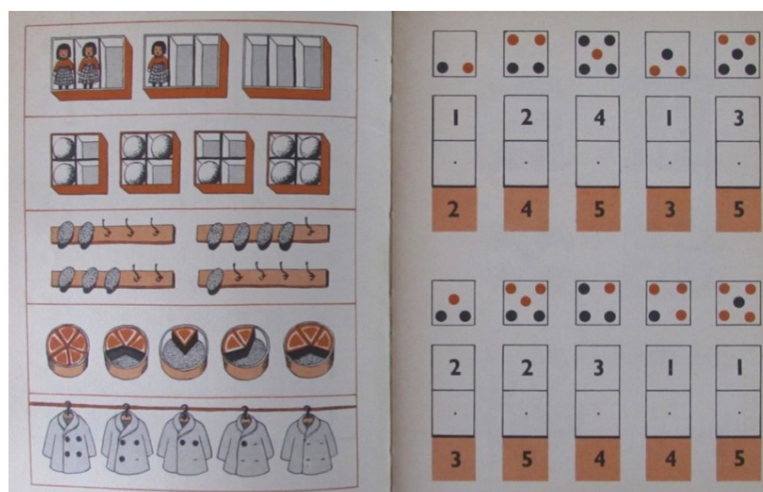 1 2 4 1 3
. . . . .
2 4 5 3 5
2 2 3 1 1
. . . . .
3 5 4 4 5